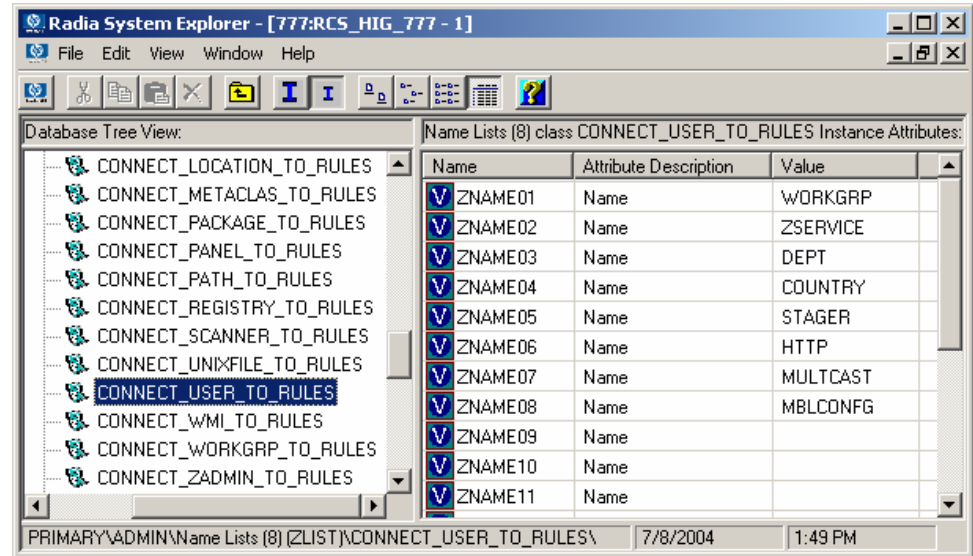 Radia System Explorer - [777:RCS_HIG_777 - 1]
File Edit View Window Help
Database Tree View:
Name Lists (8) class CONNECT_USER_TO_RULES Instance Attributes:
CONNECT_LOCATION_TO_RULES
CONNECT_METACLAS_TO_RULES
CONNECT_PACKAGE_TO_RULES
CONNECT_PANEL_TO_RULES
CONNECT_PATH_TO_RULES
CONNECT_REGISTRY_TO_RULES
CONNECT_SCANNER_TO_RULES
CONNECT_UNIXFILE_TO_RULES
CONNECT_USER_TO_RULES
CONNECT_WMI_TO_RULES
CONNECT_WORKGRP_TO_RULES
CONNECT_ZADMIN_TO_RULES
Name Attribute Description Value
V ZNAME01 Name WORKGRP
V ZNAME02 Name ZSERVICE
V ZNAME03 Name DEPT
V ZNAME04 Name COUNTRY
V ZNAME05 Name STAGER
V ZNAME06 Name HTTP
V ZNAME07 Name MULTCAST
V ZNAME08 Name MBLCONFG
V ZNAME09 Name
V ZNAME10 Name
V ZNAME11 Name
PRIMARY\ADMIN\Name Lists (8) (ZLIST)\CONNECT_USER_TO_RULES\ 7/8/2004 1:49 PM